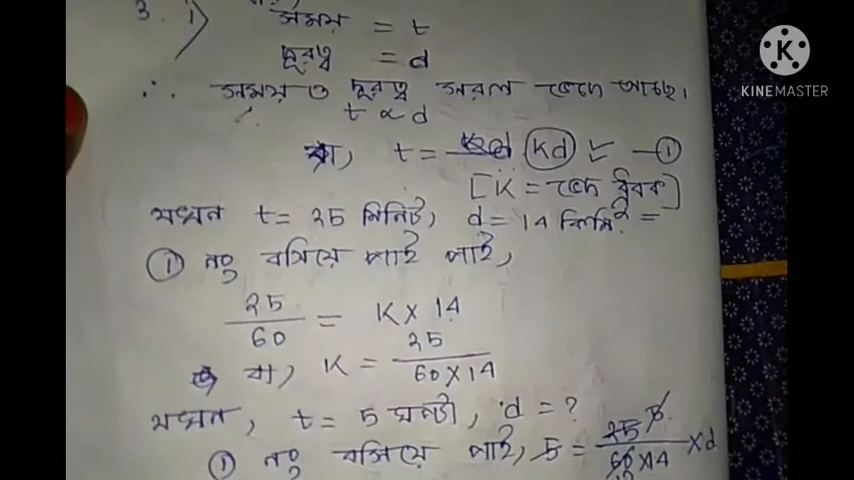 3. i) সময় = t
দূরত্ব = d
∴ সময় ও দূরত্ব সরল ভেদে আছে।
t ∝ d
বা, t = kd (kd) — ①
[K = ভেদ ধ্রুবক]
যখন t = 25 মিনিট, d = 14 কিমি =
① নং বসিয়ে পাই পাই,
25/60 = K × 14
বা, K = 25/60×14
যখন, t = 5 ঘন্টা, d = ?
① নং বসিয়ে পাই, 5 = 25/60×14 × d
KINEMASTER